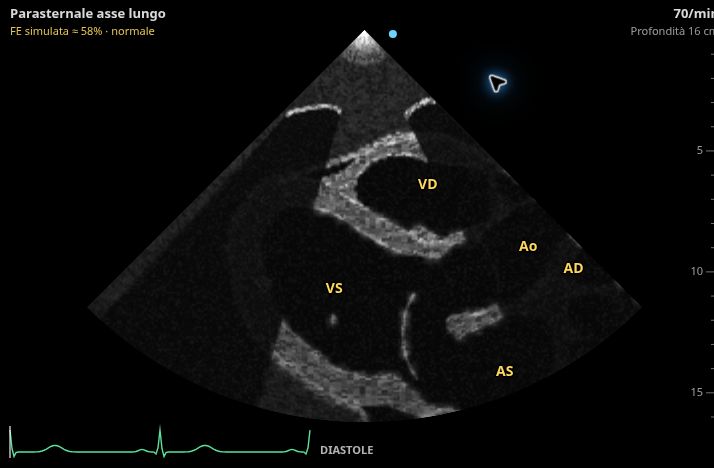 Parasternale asse lungo
70/min
FE simulata ≈ 58% · normale
Profondità 16 cm
5
VD
Ao
AD
10
VS
AS
15
DIASTOLE